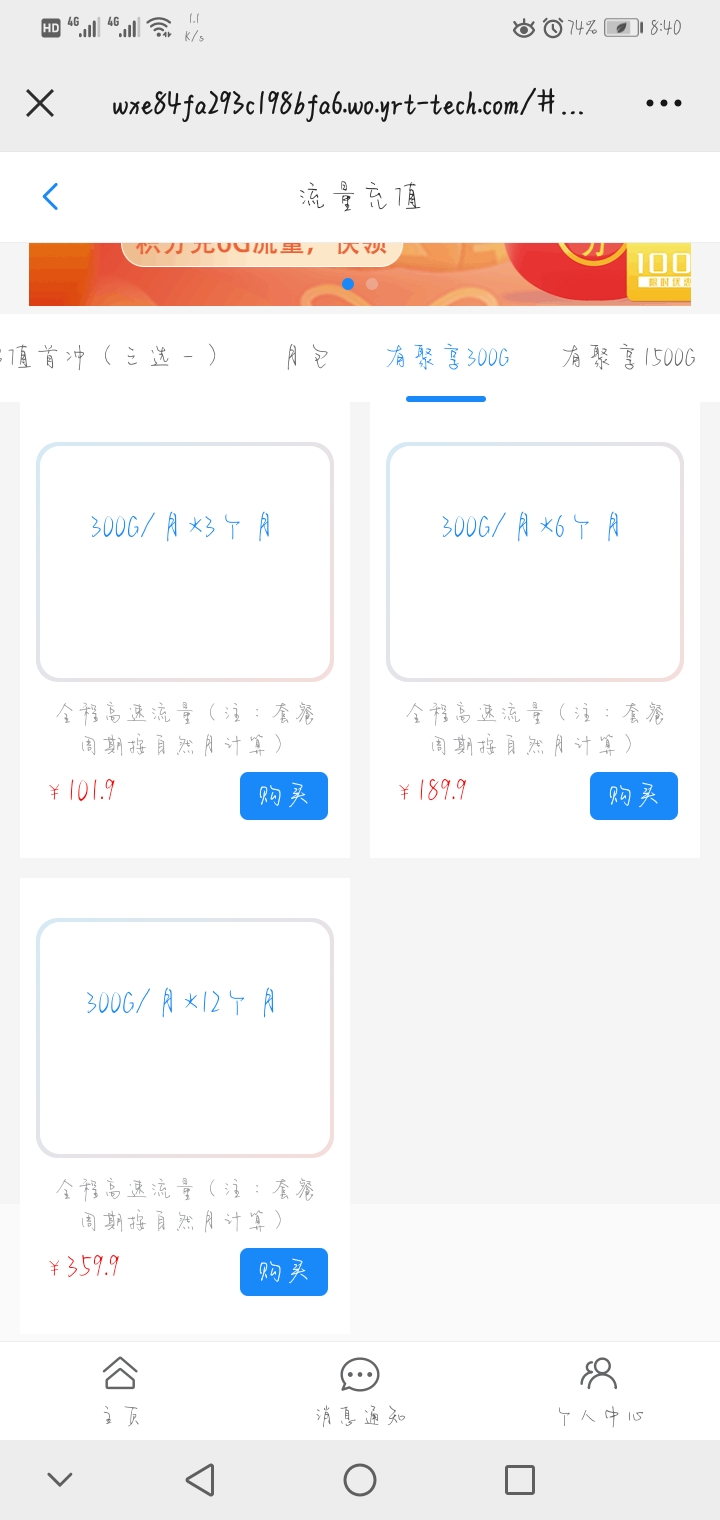 HD 4G 4G 1.1 K/s 74% 8:40
wxe84fa293c198bfa6.wo.yrt-tech.com/#...
流量充值
积分兑6G流量，快领
100
值首冲（三选一）
月包
有聚享300G
有聚享1500G
300G/月*3个月
300G/月*6个月
全程高速流量（注：套餐
周期按自然月计算）
全程高速流量（注：套餐
周期按自然月计算）
￥101.9
购买
￥189.9
购买
300G/月*12个月
全程高速流量（注：套餐
周期按自然月计算）
￥359.9
购买
主页
消息通知
个人中心